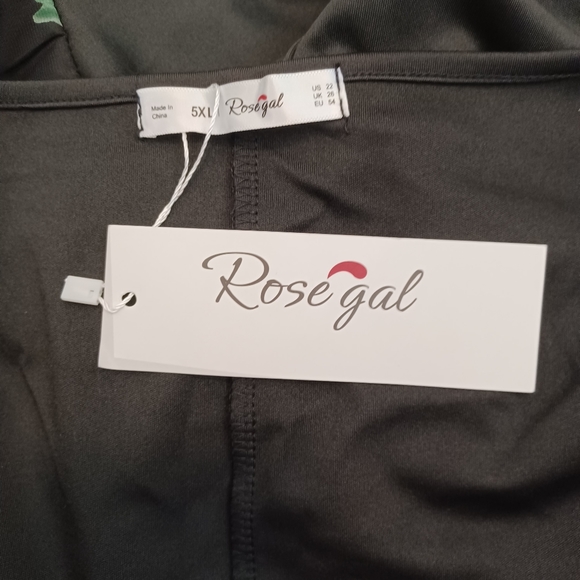 Made In
China
5XL
Rosegal
US 22
UK 26
EU 54
Rosegal